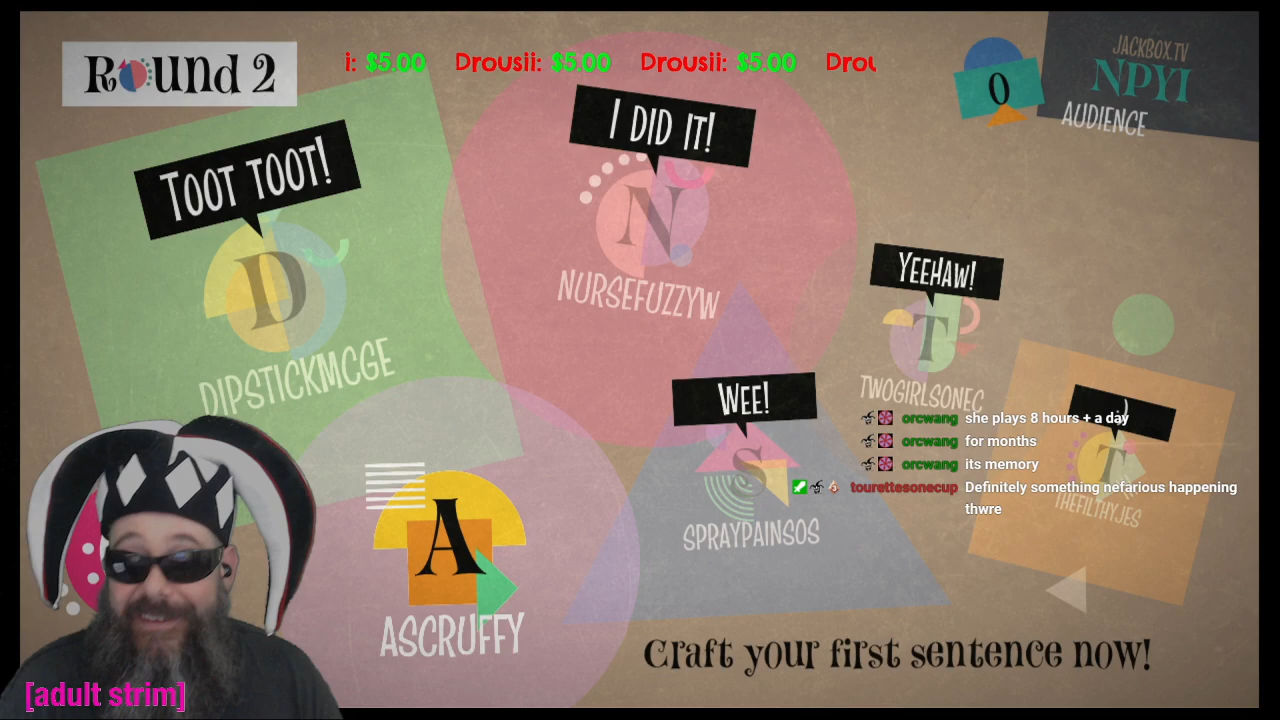 Round 2
i: $5.00 Drousii: $5.00 Drousii: $5.00 Drou
0
JACKBOX.TV
NPYI
AUDIENCE
TOOT TOOT!
D
DIPSTICKMCGE
I DID IT!
N
NURSEFUZZYW
YEEHAW!
T
TWOGIRLSONEC
WEE!
S
SPRAYPAINSOS
)
T
THEFILTHYJES
orcwang she plays 8 hours + a day
orcwang for months
orcwang its memory
tourettesonecup Definitely something nefarious happening
thwre
A
ASCRUFFY
Craft your first sentence now!
[adult strim]